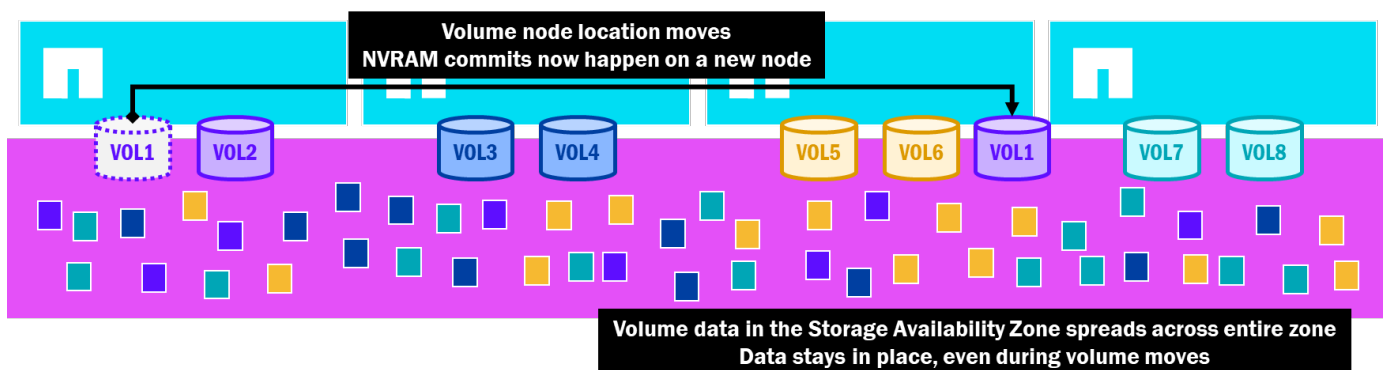 Volume node location moves
NVRAM commits now happen on a new node
VOL1
VOL2
VOL3
VOL4
VOL5
VOL6
VOL1
VOL7
VOL8
Volume data in the Storage Availability Zone spreads across entire zone
Data stays in place, even during volume moves